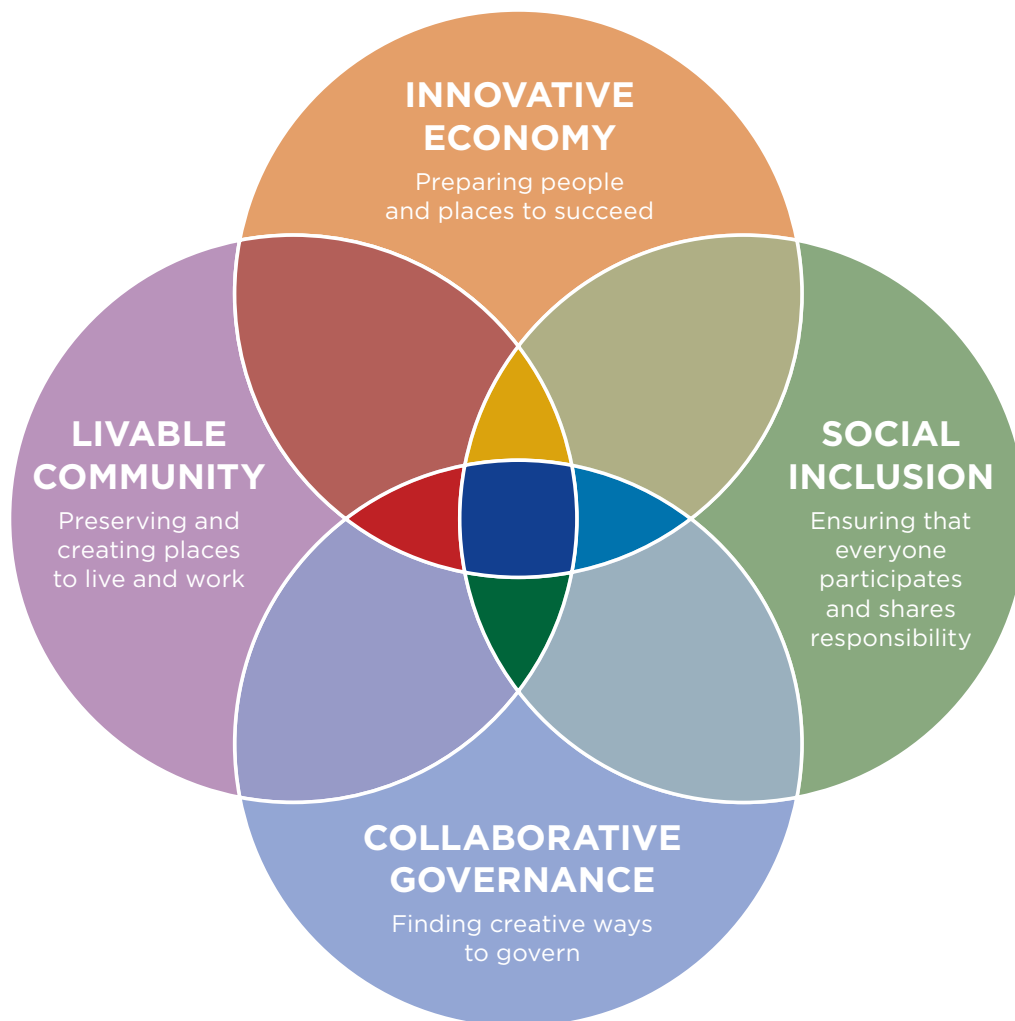 INNOVATIVE
ECONOMY
Preparing people
and places to succeed
LIVABLE
COMMUNITY
Preserving and
creating places
to live and work
SOCIAL
INCLUSION
Ensuring that
everyone
participates
and shares
responsibility
COLLABORATIVE
GOVERNANCE
Finding creative ways
to govern